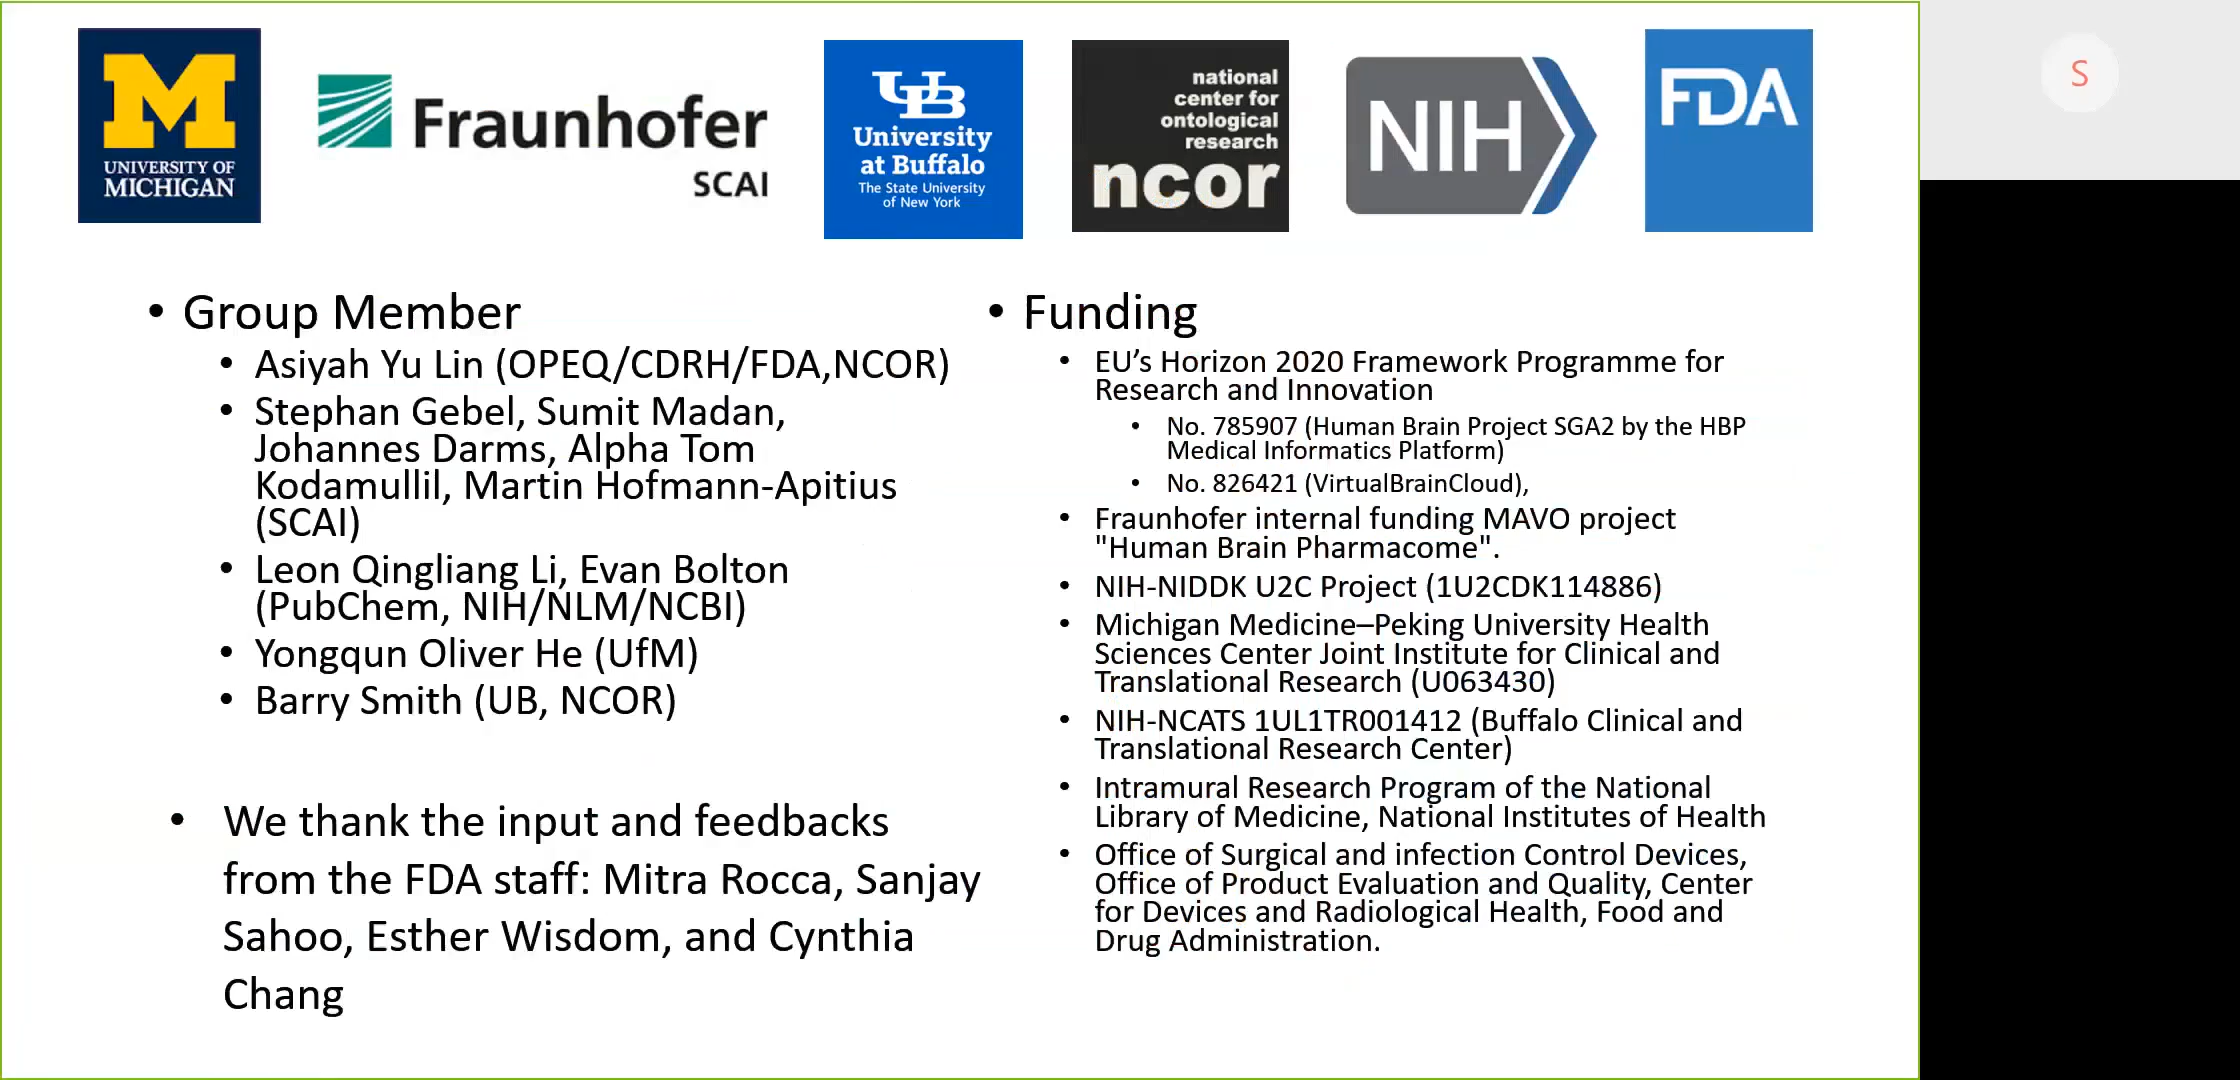 M
UNIVERSITY OF
MICHIGAN
Fraunhofer
SCAI
UB
University
at Buffalo
The State University
of New York
national
center for
ontological
research
ncor
NIH
FDA
S
• Group Member
• Asiyah Yu Lin (OPEQ/CDRH/FDA,NCOR)
• Stephan Gebel, Sumit Madan,
Johannes Darms, Alpha Tom
Kodamullil, Martin Hofmann-Apitius
(SCAI)
• Leon Qingliang Li, Evan Bolton
(PubChem, NIH/NLM/NCBI)
• Yongqun Oliver He (UfM)
• Barry Smith (UB, NCOR)
• We thank the input and feedbacks
from the FDA staff: Mitra Rocca, Sanjay
Sahoo, Esther Wisdom, and Cynthia
Chang
• Funding
• EU’s Horizon 2020 Framework Programme for
Research and Innovation
• No. 785907 (Human Brain Project SGA2 by the HBP
Medical Informatics Platform)
• No. 826421 (VirtualBrainCloud),
• Fraunhofer internal funding MAVO project
"Human Brain Pharmacome".
• NIH-NIDDK U2C Project (1U2CDK114886)
• Michigan Medicine–Peking University Health
Sciences Center Joint Institute for Clinical and
Translational Research (U063430)
• NIH-NCATS 1UL1TR001412 (Buffalo Clinical and
Translational Research Center)
• Intramural Research Program of the National
Library of Medicine, National Institutes of Health
• Office of Surgical and infection Control Devices,
Office of Product Evaluation and Quality, Center
for Devices and Radiological Health, Food and
Drug Administration.